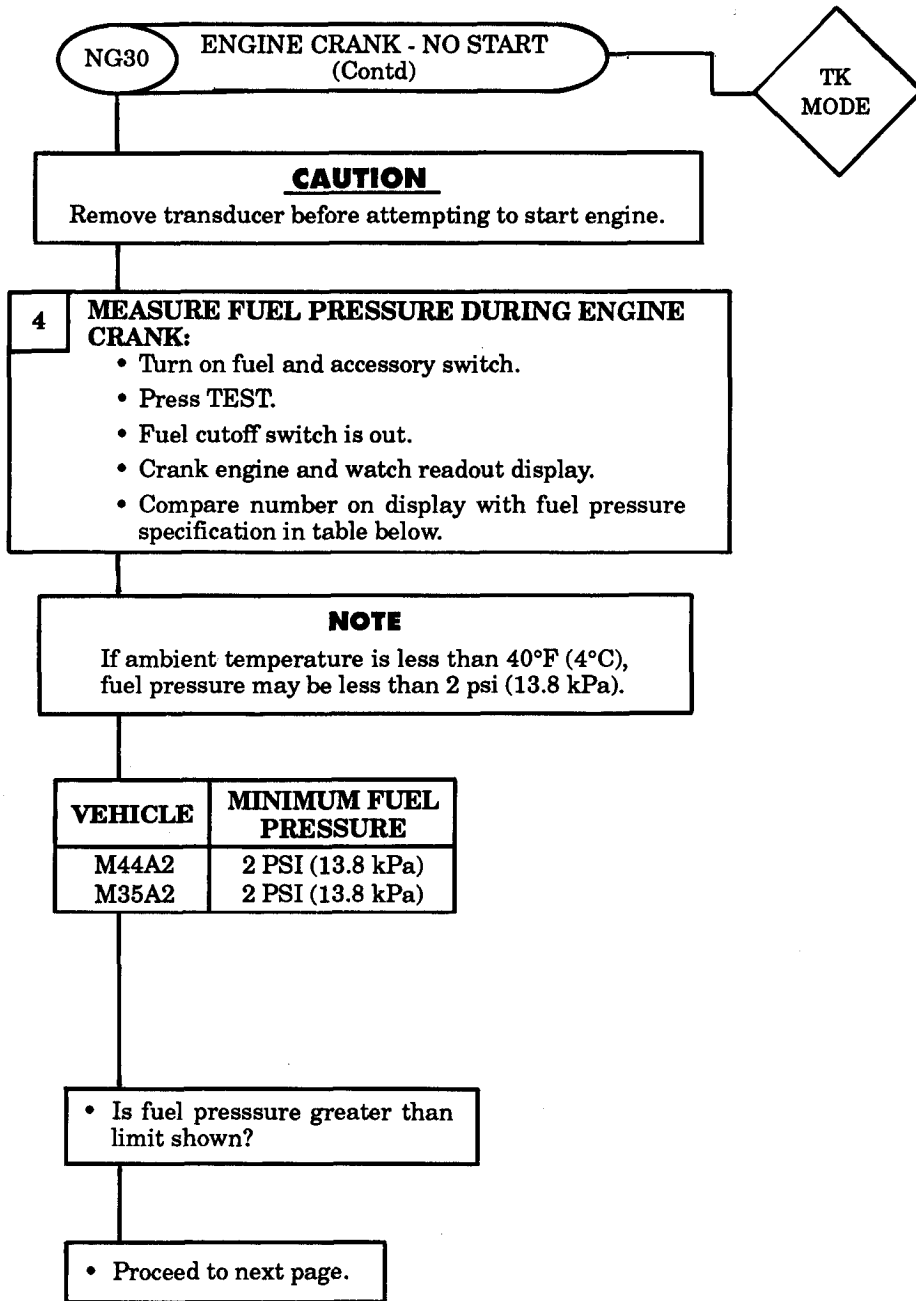 NG30
ENGINE CRANK - NO START
(Contd)
TK
MODE
CAUTION
Remove transducer before attempting to start engine.
4
MEASURE FUEL PRESSURE DURING ENGINE
CRANK:
• Turn on fuel and accessory switch.
• Press TEST.
• Fuel cutoff switch is out.
• Crank engine and watch readout display.
• Compare number on display with fuel pressure
specification in table below.
NOTE
If ambient temperature is less than 40°F (4°C),
fuel pressure may be less than 2 psi (13.8 kPa).
VEHICLE
MINIMUM FUEL
PRESSURE
M44A2 2 PSI (13.8 kPa)
M35A2 2 PSI (13.8 kPa)
• Is fuel presssure greater than
limit shown?
• Proceed to next page.